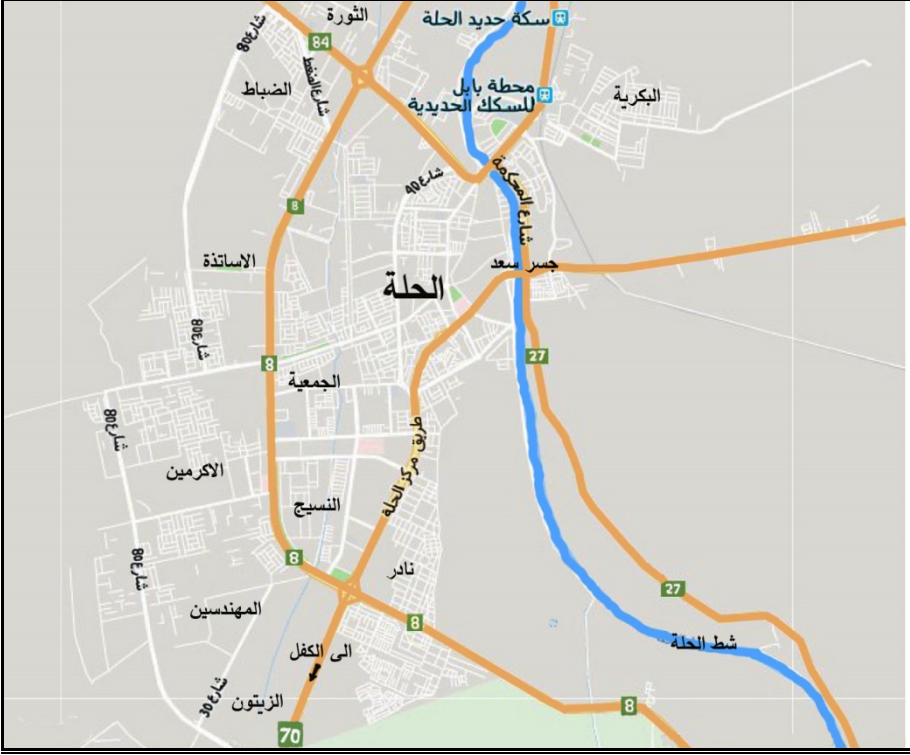 الثورة
سكة حديد الحلة
شارع80
84
شارع المضغط
الضباط
محطة بابل
للسكك الحديدية
البكرية
شارع40
شارع المحكمة
8
الاساتذة
جسر سعد
الحلة
شارع80
27
8
الجمعية
شارع80
طريق مركز الحلة
الاكرمين
النسيج
8
شارع80
نادر
27
المهندسين
8
شط الحلة
الى الكفل
شارع30
الزيتون
8
70